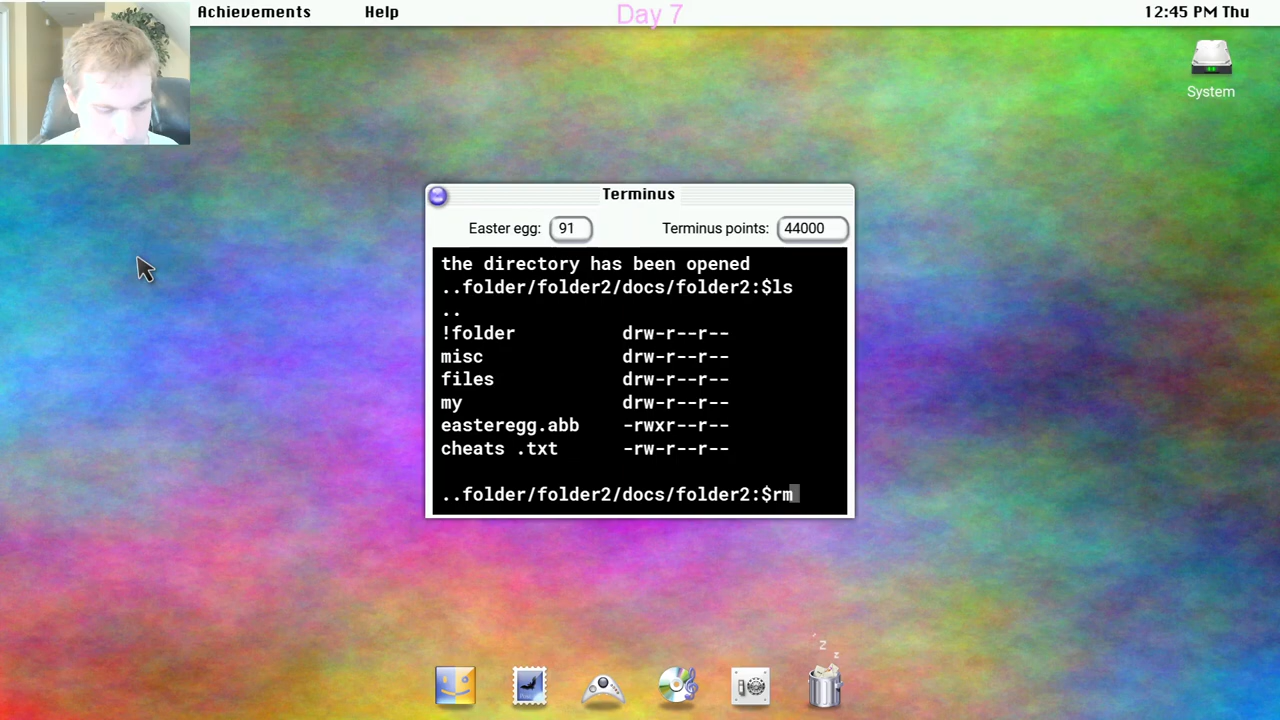 Achievements Help Day 7 12:45 PM Thu
System
Terminus
Easter egg: 91 Terminus points: 44000
the directory has been opened
..folder/folder2/docs/folder2:$ls
..
!folder drw-r--r--
misc drw-r--r--
files drw-r--r--
my drw-r--r--
easteregg.abb -rwxr--r--
cheats .txt -rw-r--r--
..folder/folder2/docs/folder2:$rm
z
z